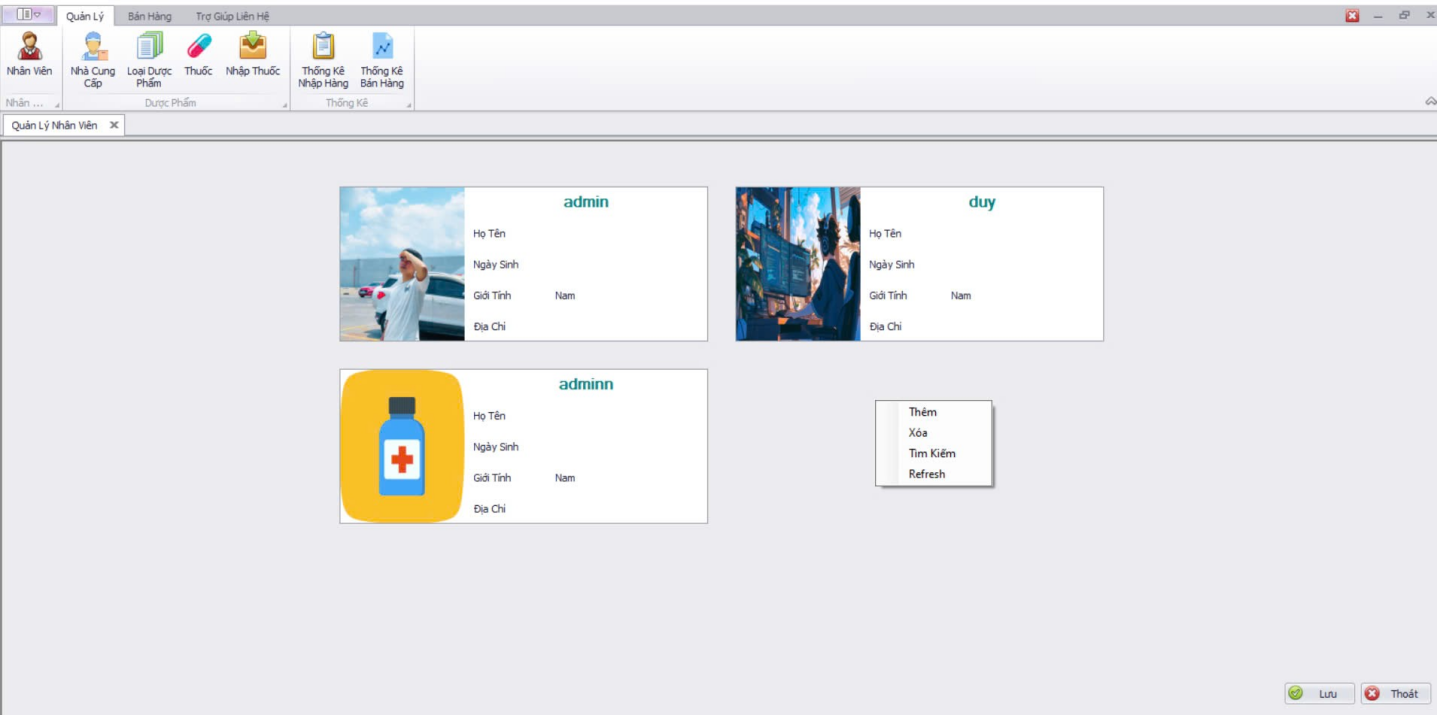 Quản Lý Bán Hàng Trợ Giúp Liên Hệ
Nhân Viên
Nhà Cung Cấp
Loại Dược Phẩm
Thuốc
Nhập Thuốc
Thống Kê Nhập Hàng
Thống Kê Bán Hàng
Nhân ...
Dược Phẩm
Thống Kê
Quản Lý Nhân Viên
admin
Họ Tên
Ngày Sinh
Giới Tính Nam
Địa Chỉ
duy
Họ Tên
Ngày Sinh
Giới Tính Nam
Địa Chỉ
adminn
Họ Tên
Ngày Sinh
Giới Tính Nam
Địa Chỉ
Thêm
Xóa
Tìm Kiếm
Refresh
Lưu
Thoát